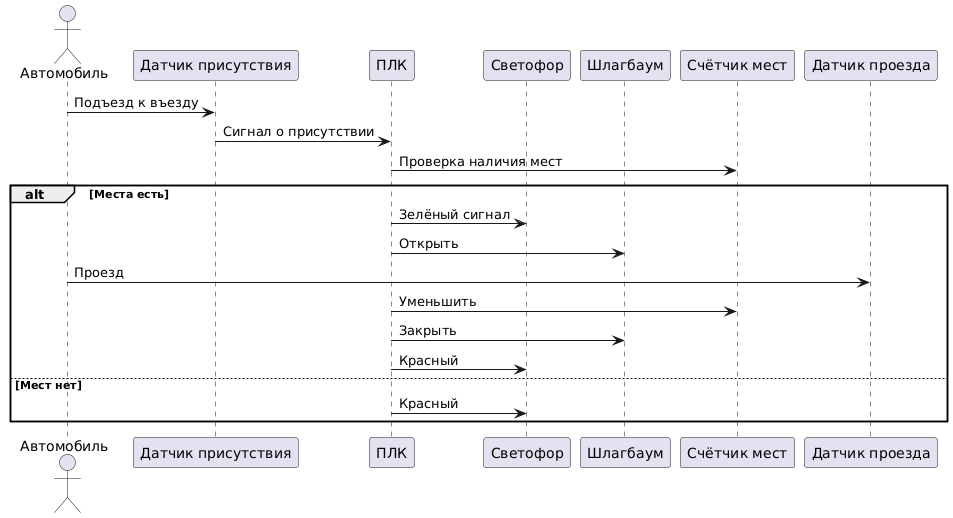 Автомобиль
Датчик присутствия
ПЛК
Светофор
Шлагбаум
Счётчик мест
Датчик проезда
Подъезд к въезду
Сигнал о присутствии
Проверка наличия мест
alt [Места есть]
Зелёный сигнал
Открыть
Проезд
Уменьшить
Закрыть
Красный
[Мест нет]
Красный
Автомобиль
Датчик присутствия
ПЛК
Светофор
Шлагбаум
Счётчик мест
Датчик проезда